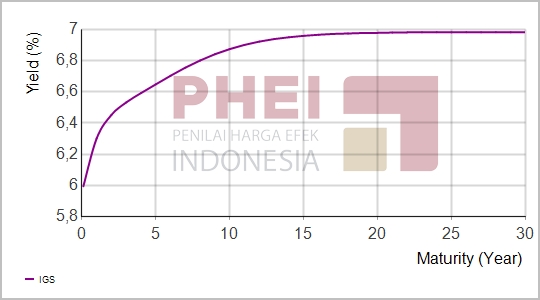 Yield (%)
7
6,8
6,6
6,4
6,2
6
5,8
PHEI
PENILAI HARGA EFEK
INDONESIA
0 5 10 15 20 25 30
Maturity (Year)
IGS